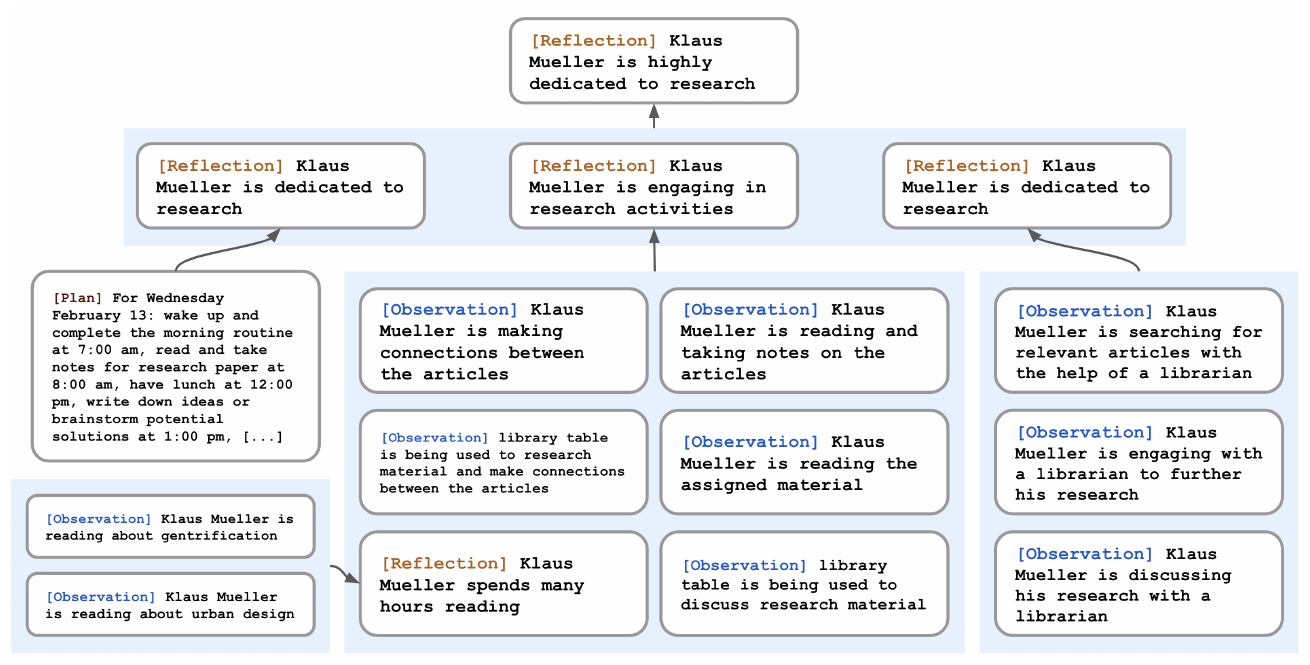 [Reflection] Klaus
Mueller is highly
dedicated to research
[Reflection] Klaus
Mueller is dedicated to
research
[Reflection] Klaus
Mueller is engaging in
research activities
[Reflection] Klaus
Mueller is dedicated to
research
[Plan] For Wednesday
February 13: wake up and
complete the morning routine
at 7:00 am, read and take
notes for research paper at
8:00 am, have lunch at 12:00
pm, write down ideas or
brainstorm potential
solutions at 1:00 pm, [...]
[Observation] Klaus Mueller is
reading about gentrification
[Observation] Klaus Mueller
is reading about urban design
[Observation] Klaus
Mueller is making
connections between
the articles
[Observation] Klaus
Mueller is reading and
taking notes on the
articles
[Observation] library table
is being used to research
material and make connections
between the articles
[Observation] Klaus
Mueller is reading the
assigned material
[Reflection] Klaus
Mueller spends many
hours reading
[Observation] library
table is being used to
discuss research material
[Observation] Klaus
Mueller is searching for
relevant articles with
the help of a librarian
[Observation] Klaus
Mueller is engaging with
a librarian to further
his research
[Observation] Klaus
Mueller is discussing
his research with a
librarian